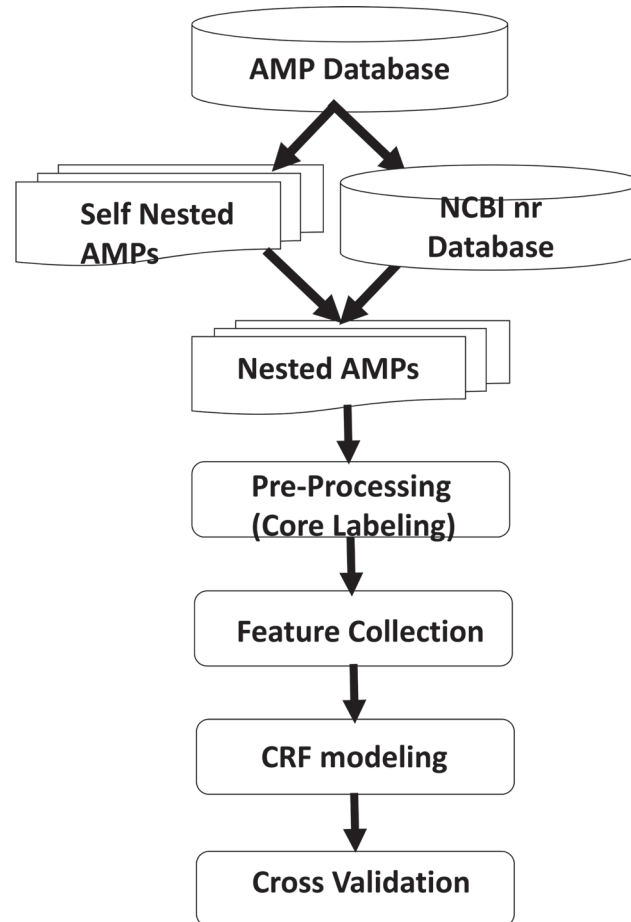 AMP Database
Self Nested
AMPs
NCBI nr
Database
Nested AMPs
Pre-Processing
(Core Labeling)
Feature Collection
CRF modeling
Cross Validation